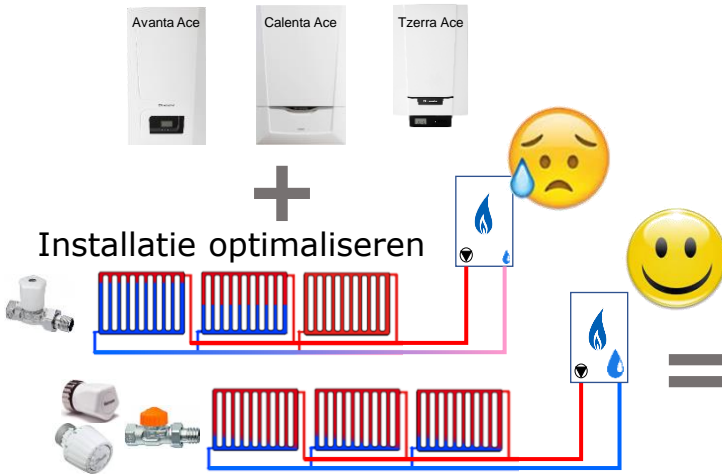 Avanta Ace
Calenta Ace
Tzerra Ace
Installatie optimaliseren